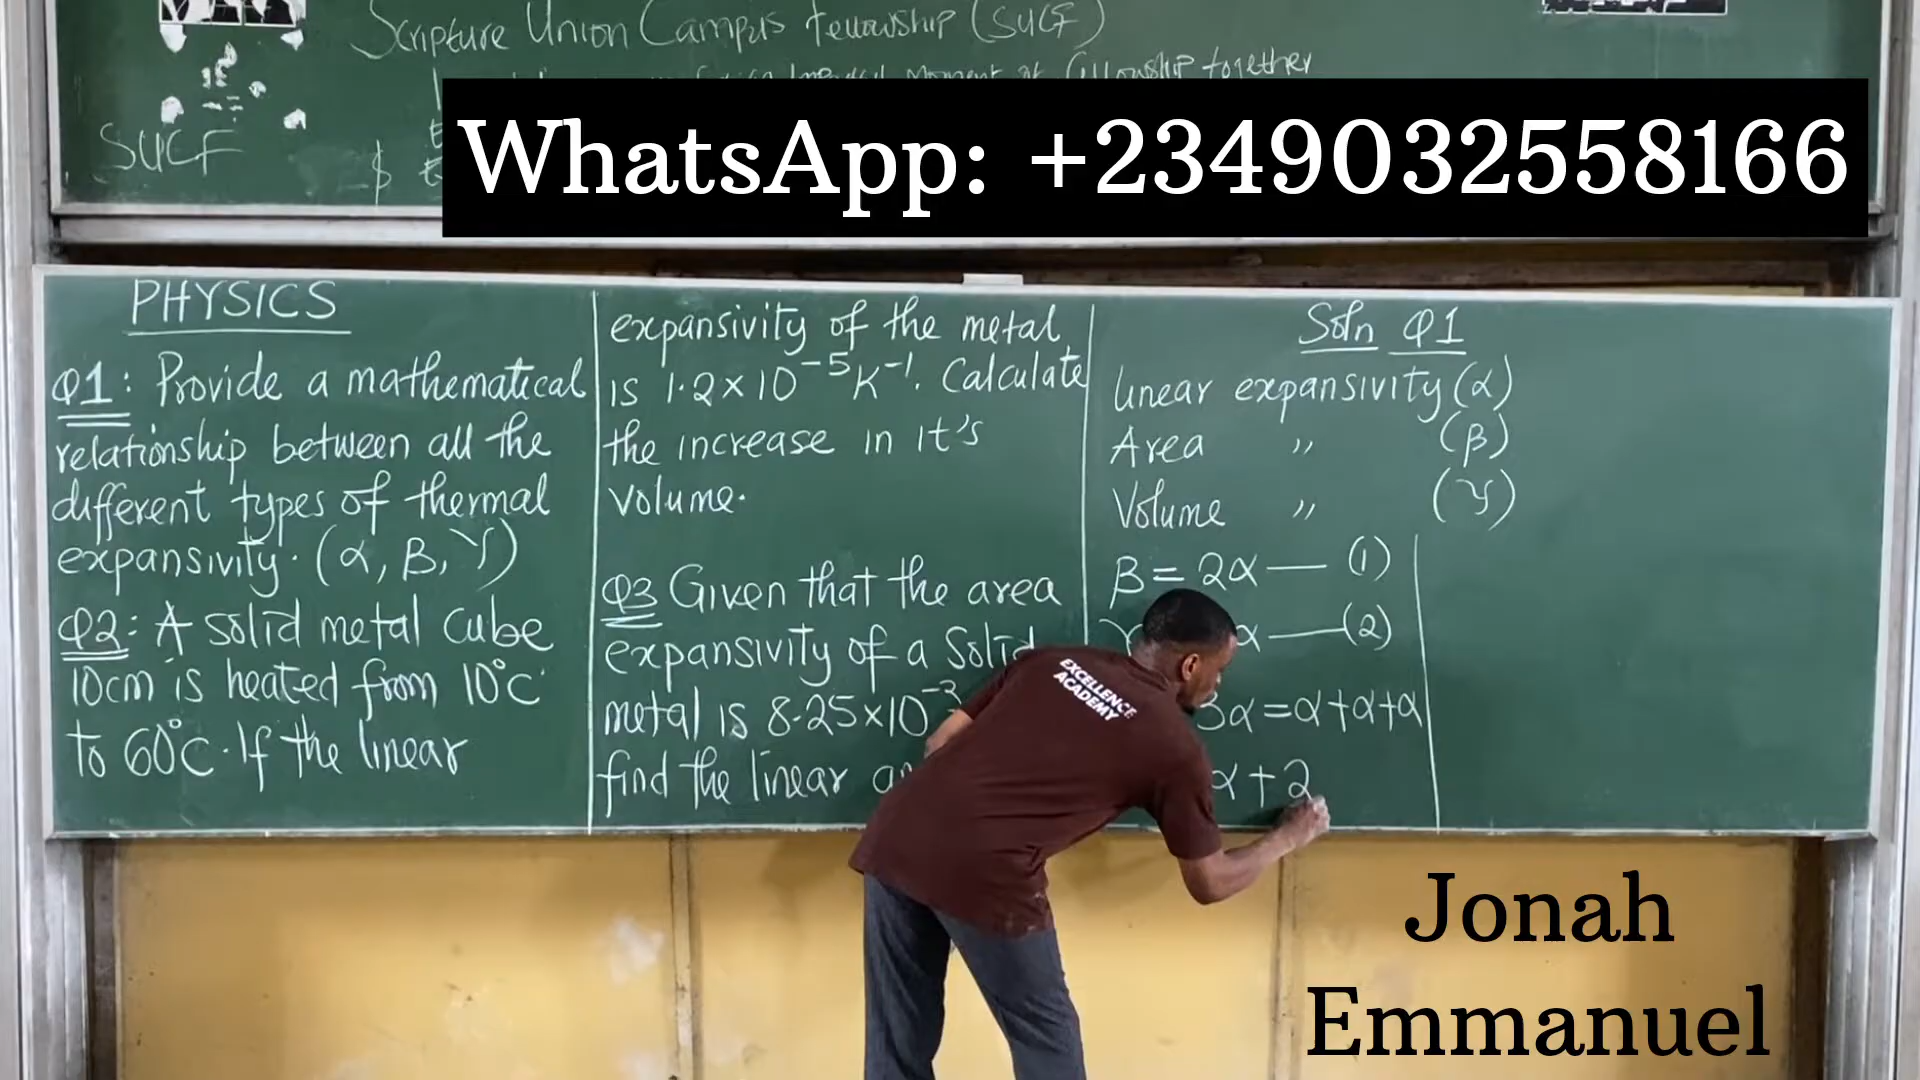 Scripture Union Campus Fellowship (SUCF)
Fellowship together
SUCF
$
WhatsApp: +2349032558166
PHYSICS
Q1: Provide a mathematical
relationship between all the
different types of thermal
expansivity. (α, β, γ)
Q2: A solid metal cube
10cm is heated from 10°C
to 60°C. If the linear
expansivity of the metal
is 1.2×10⁻⁵K⁻¹. Calculate
the increase in it's
volume.
Q3 Given that the area
expansivity of a Solid
metal is 8.25×10⁻³
find the linear
Soln Q1
linear expansivity (α)
Area " (β)
Volume " (γ)
β = 2α — (1)
α — (2)
3α = α+α+α
α + 2
EXCELLENCE
ACADEMY
Jonah
Emmanuel